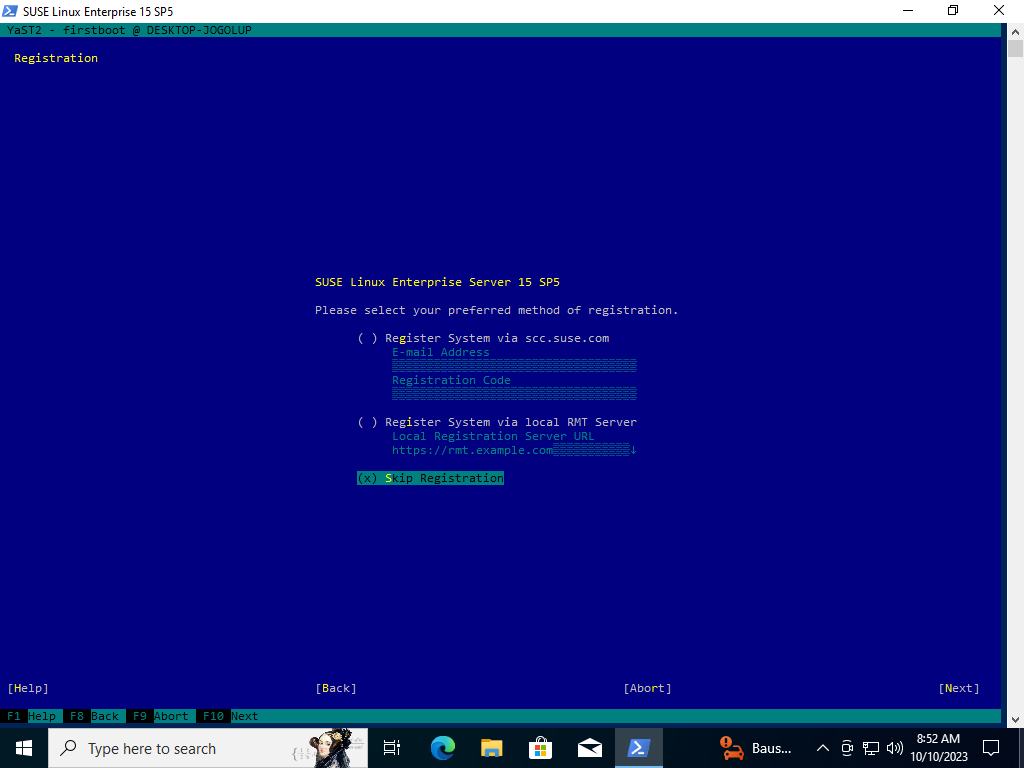 SUSE Linux Enterprise 15 SP5
YaST2 - firstboot @ DESKTOP-JOGOLUP
Registration
SUSE Linux Enterprise Server 15 SP5
Please select your preferred method of registration.
( ) Register System via scc.suse.com
E-mail Address
Registration Code
( ) Register System via local RMT Server
Local Registration Server URL
https://rmt.example.com
(x) Skip Registration
[Help] [Back] [Abort] [Next]
F1 Help F8 Back F9 Abort F10 Next
Type here to search
Baus...
8:52 AM
10/10/2023